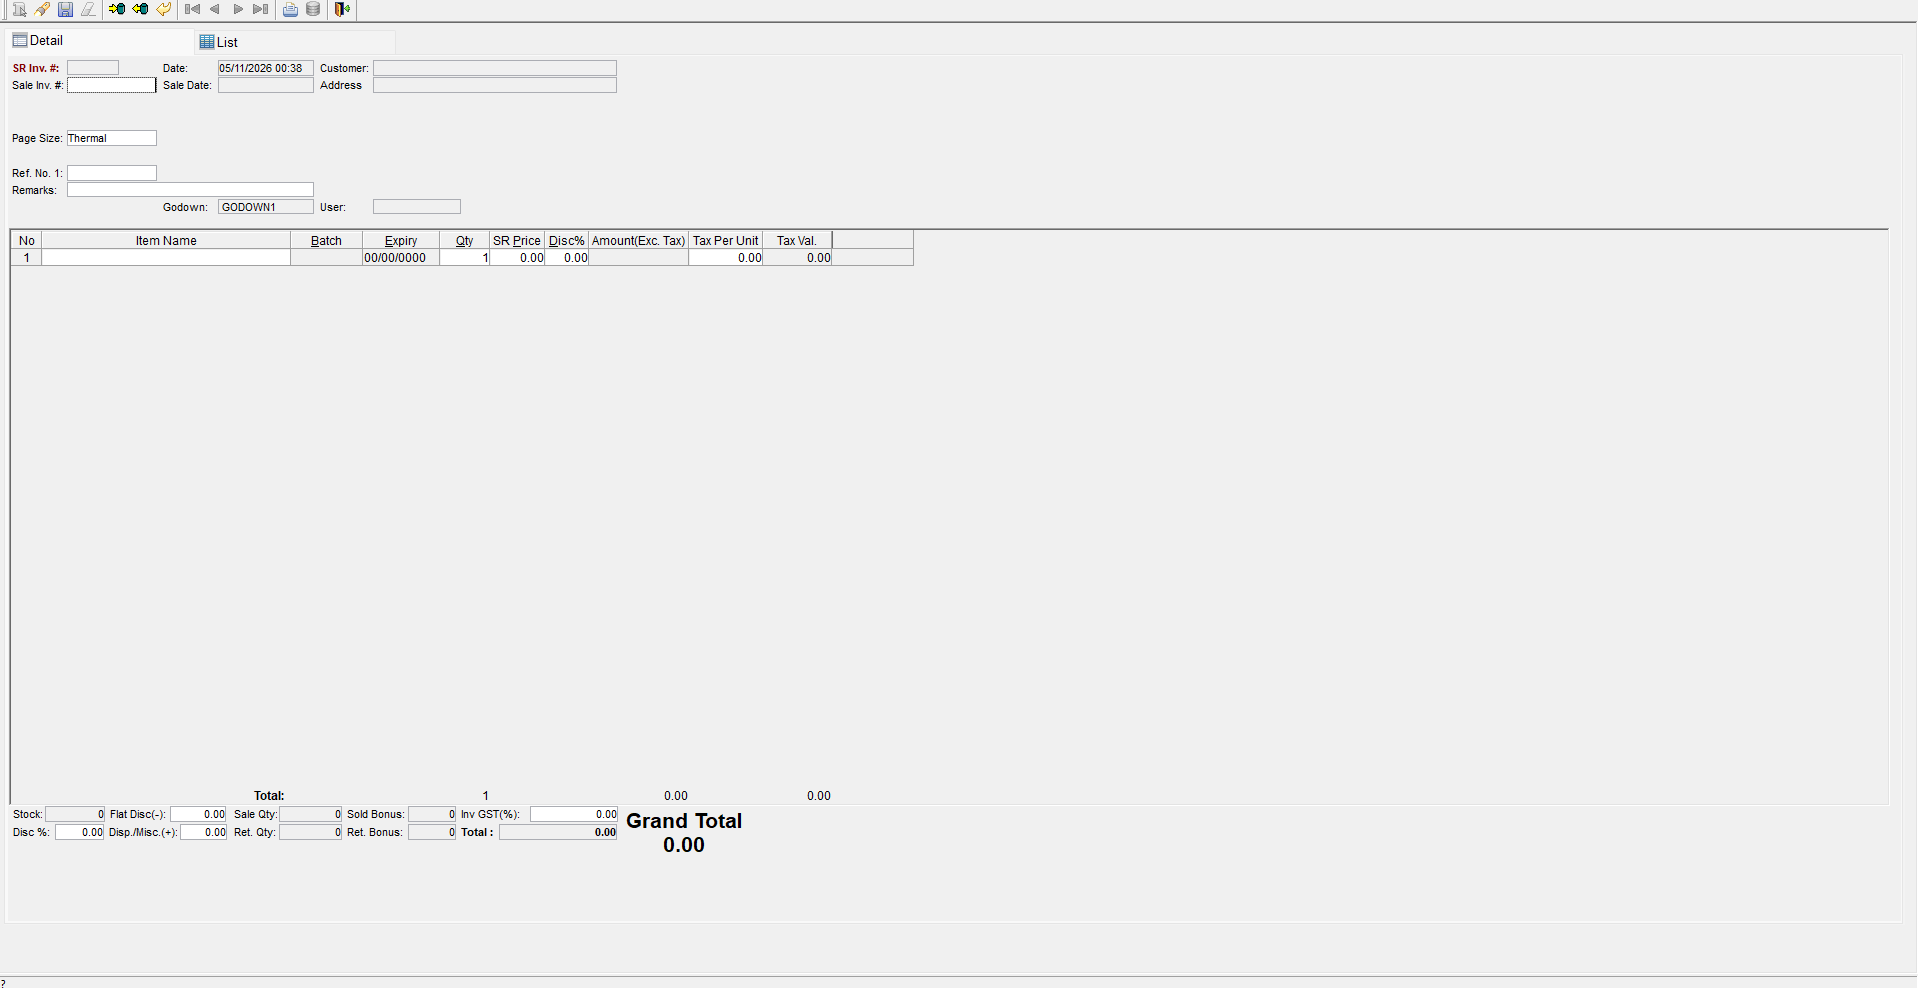 Detail List
SR Inv. #: Date: 05/11/2026 00:38 Customer:
Sale Inv. #: Sale Date: Address
Page Size: Thermal
Ref. No. 1:
Remarks:
Godown: GODOWN1 User:
No Item Name Batch Expiry Qty SR Price Disc% Amount(Exc. Tax) Tax Per Unit Tax Val.
1 00/00/0000 1 0.00 0.00 0.00 0.00
Total: 1 0.00 0.00
Stock: 0 Flat Disc(-): 0.00 Sale Qty: 0 Sold Bonus: 0 Inv GST(%): 0.00 Grand Total
Disc %: 0.00 Disp./Misc.(+): 0.00 Ret. Qty: 0 Ret. Bonus: 0 Total : 0.00
0.00
?